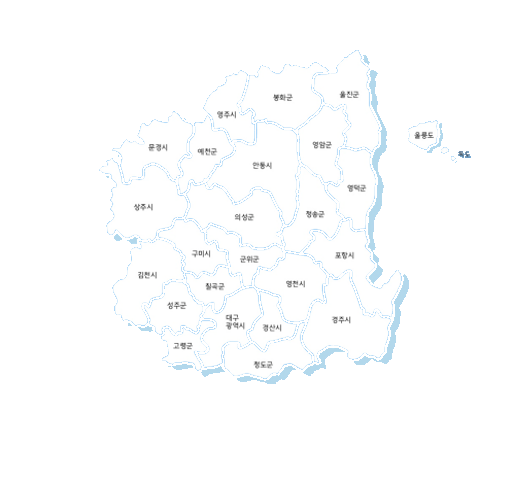 울진군
봉화군
영주시
울릉도
독도
영암군
문경시
예천군
안동시
영덕군
상주시
의성군
청송군
구미시
군위군
포항시
김천시
칠곡군
영천시
성주군
대구
광역시
경산시
경주시
고령군
청도군